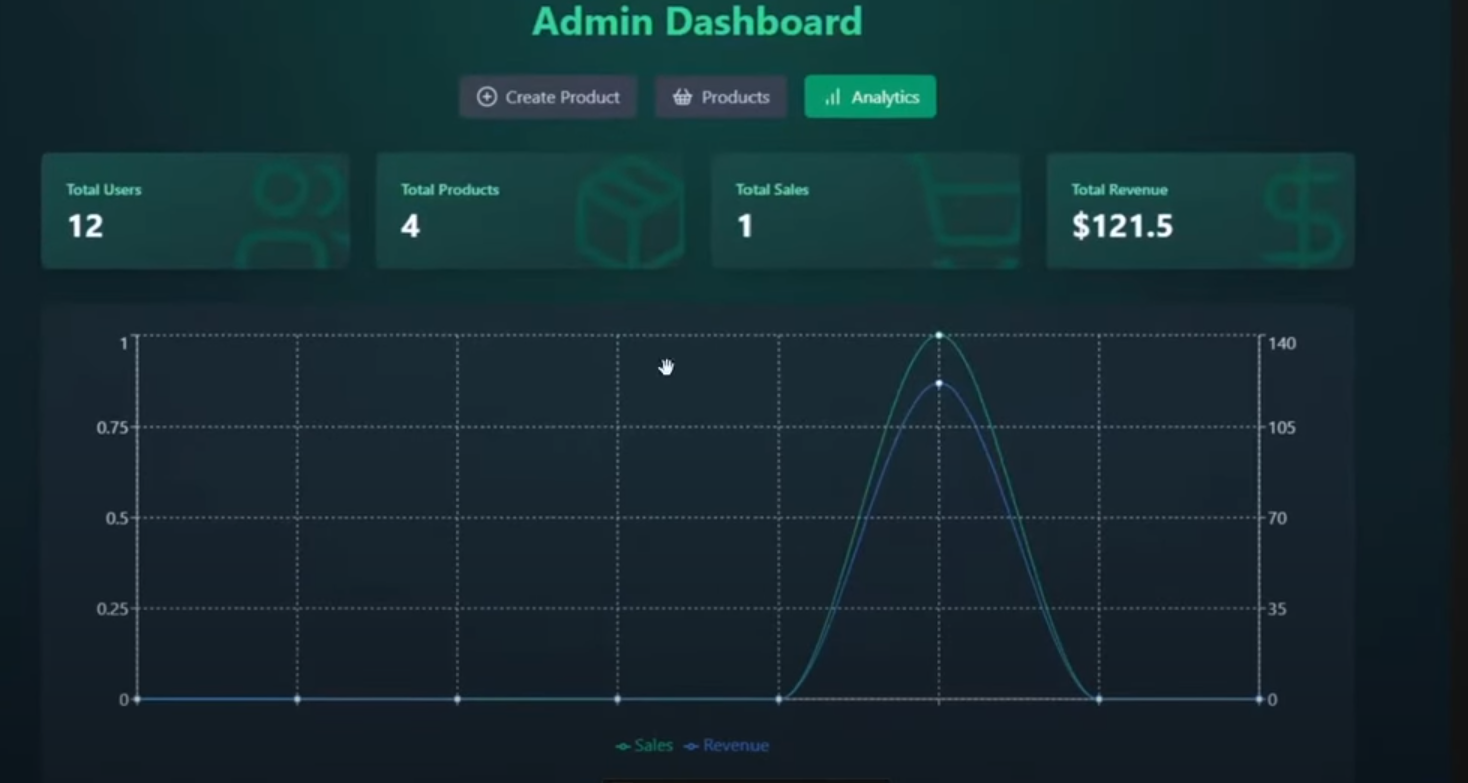 Admin Dashboard
Create Product Products Analytics
Total Users Total Products Total Sales Total Revenue
12 4 1 $121.5
1 140
0.75 105
0.5 70
0.25 35
0 0
Sales Revenue